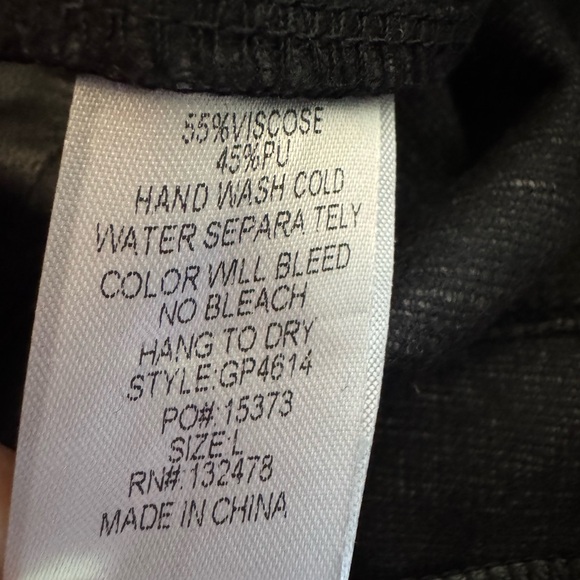 55%VISCOSE
45%PU
HAND WASH COLD
WATER SEPARA TELY
COLOR WILL BLEED
NO BLEACH
HANG TO DRY
STYLE:GP4614
PO#:15373
SIZE:L
RN#:132478
MADE IN CHINA